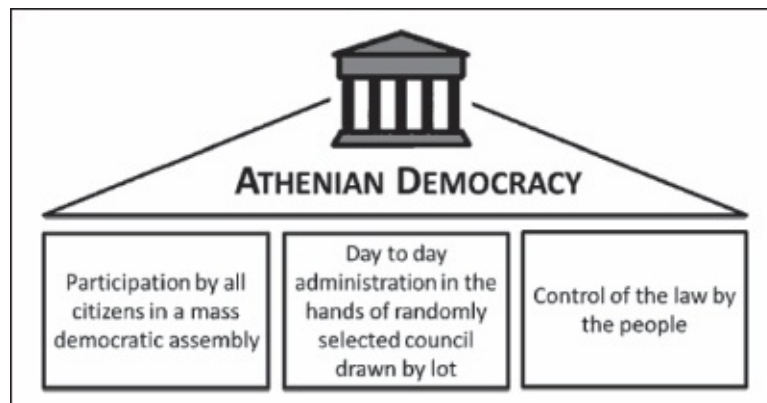 ATHENIAN DEMOCRACY
Participation by all
citizens in a mass
democratic assembly
Day to day
administration in the
hands of randomly
selected council
drawn by lot
Control of the law by
the people